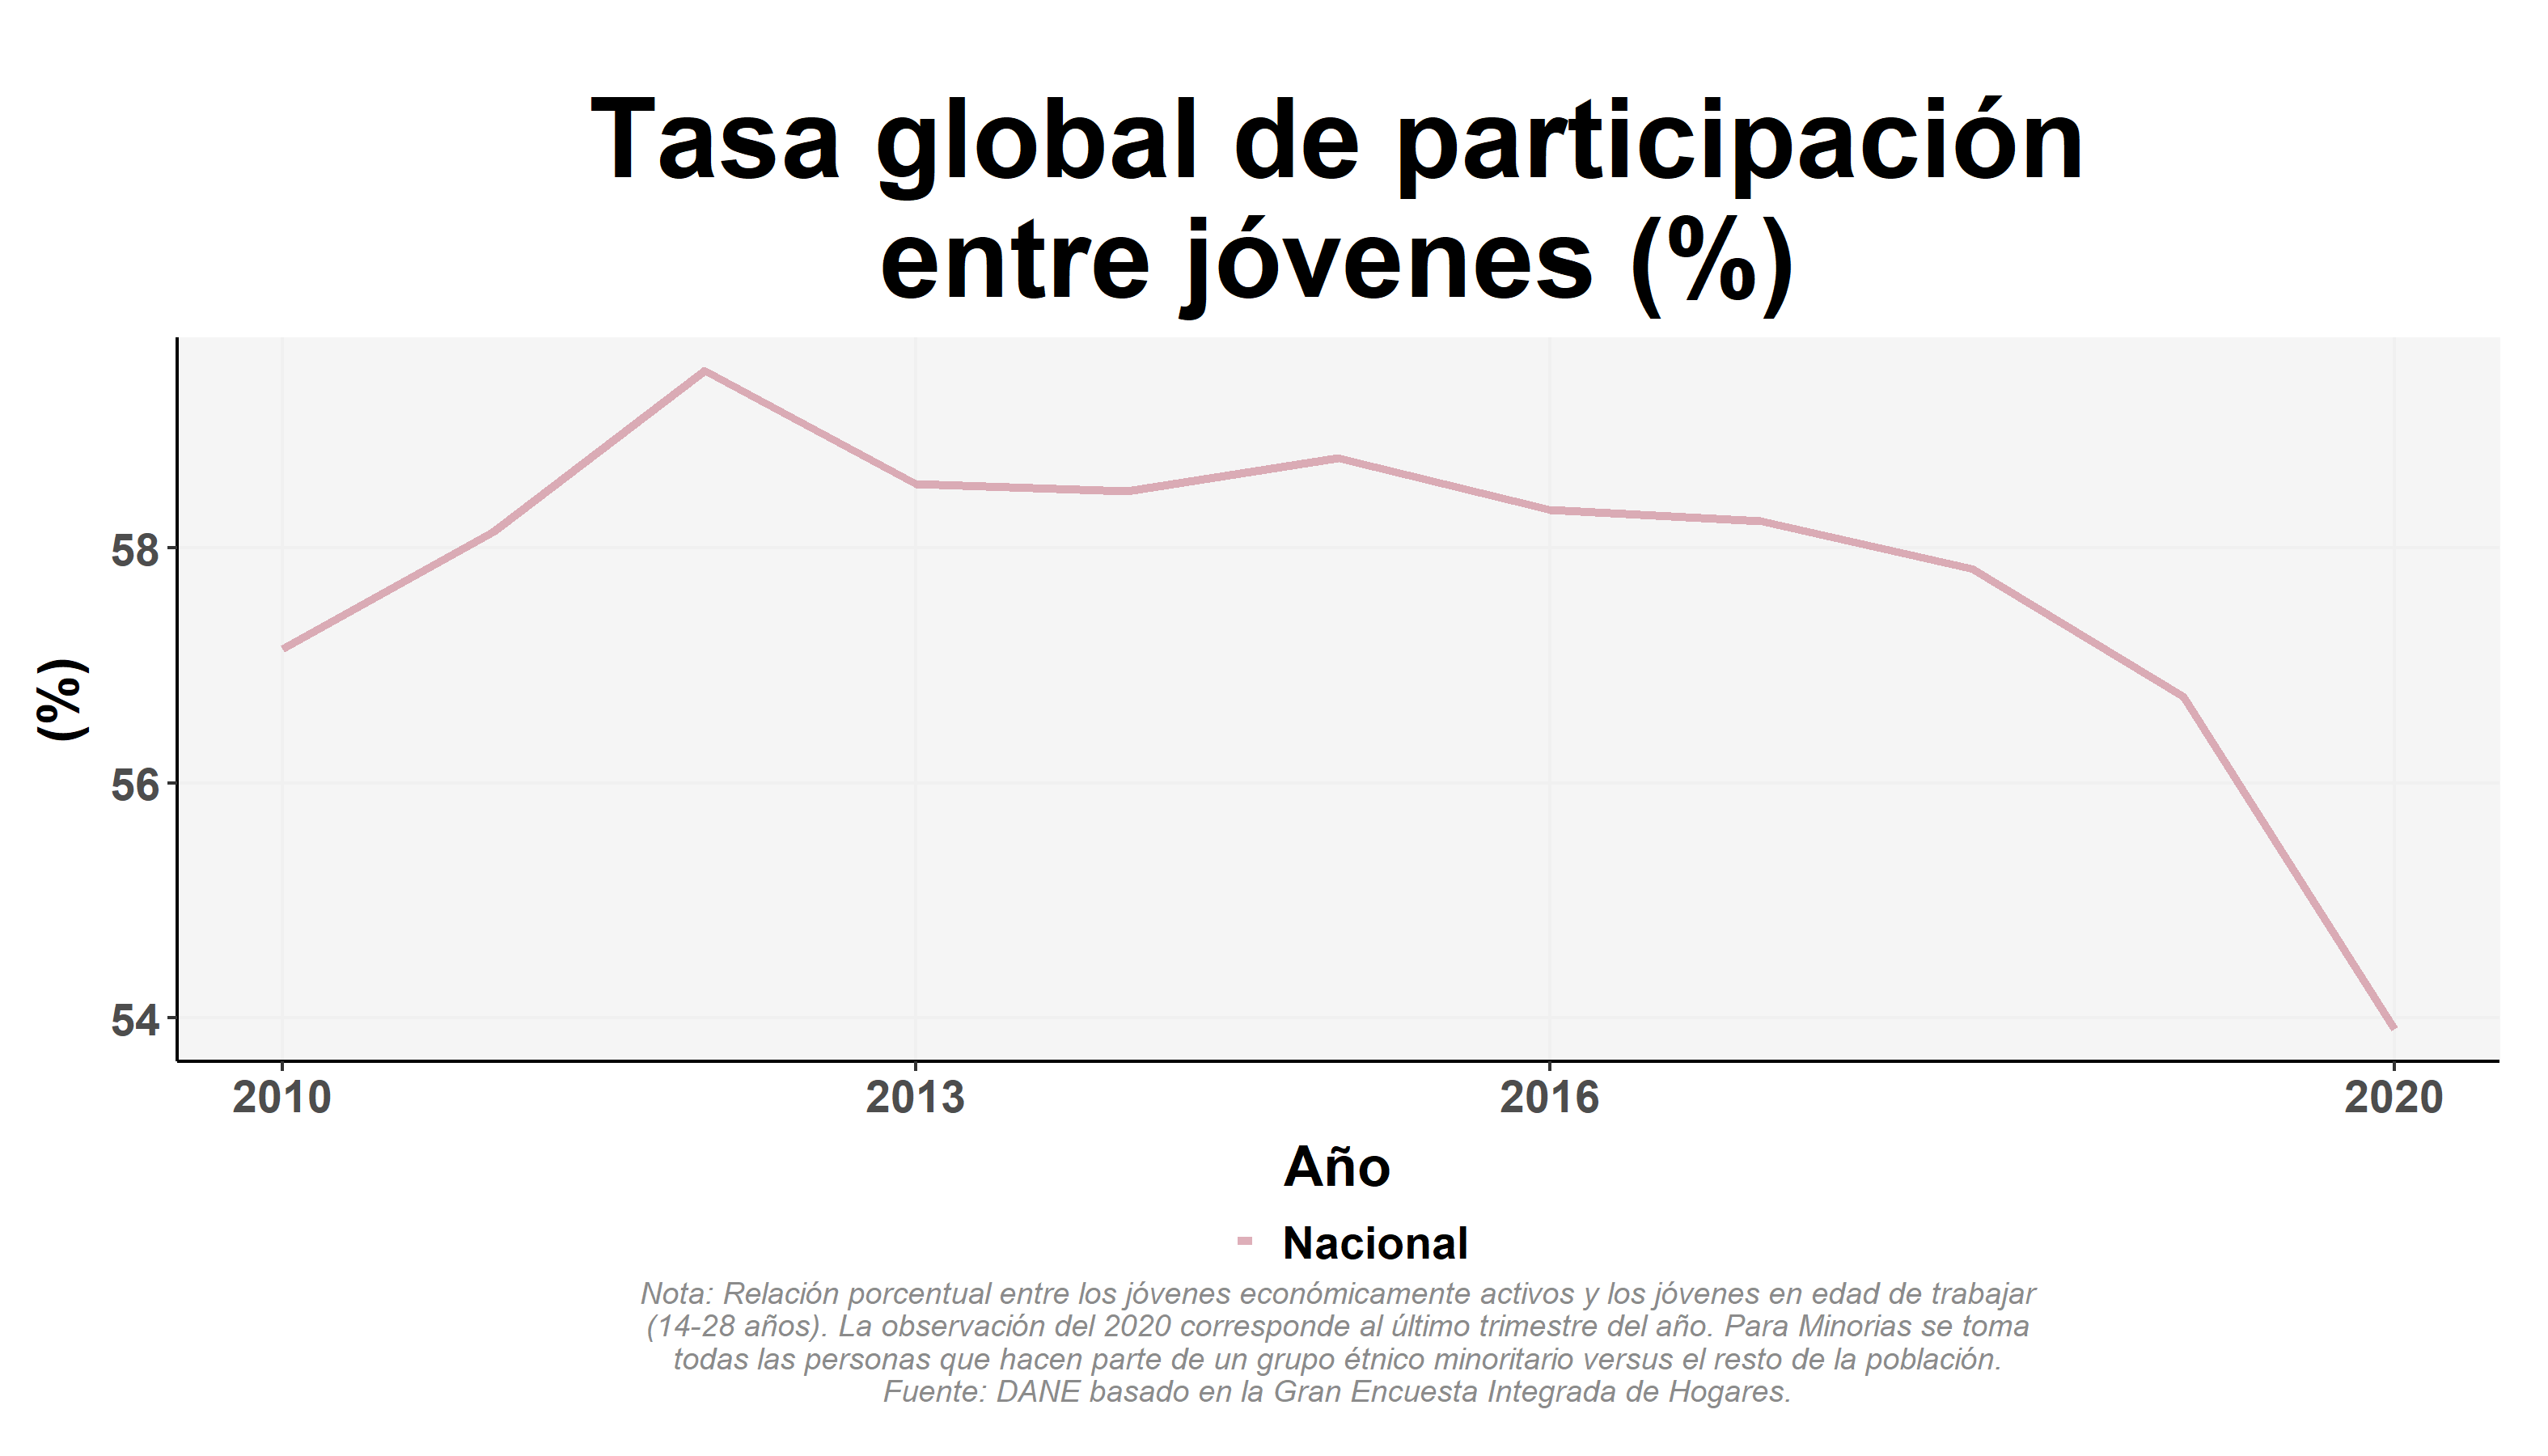 Tasa global de participación
entre jóvenes (%)
(%)
58
56
54
2010
2013
2016
2020
Año
Nacional
Nota: Relación porcentual entre los jóvenes económicamente activos y los jóvenes en edad de trabajar
(14-28 años). La observación del 2020 corresponde al último trimestre del año. Para Minorias se toma
todas las personas que hacen parte de un grupo étnico minoritario versus el resto de la población.
Fuente: DANE basado en la Gran Encuesta Integrada de Hogares.